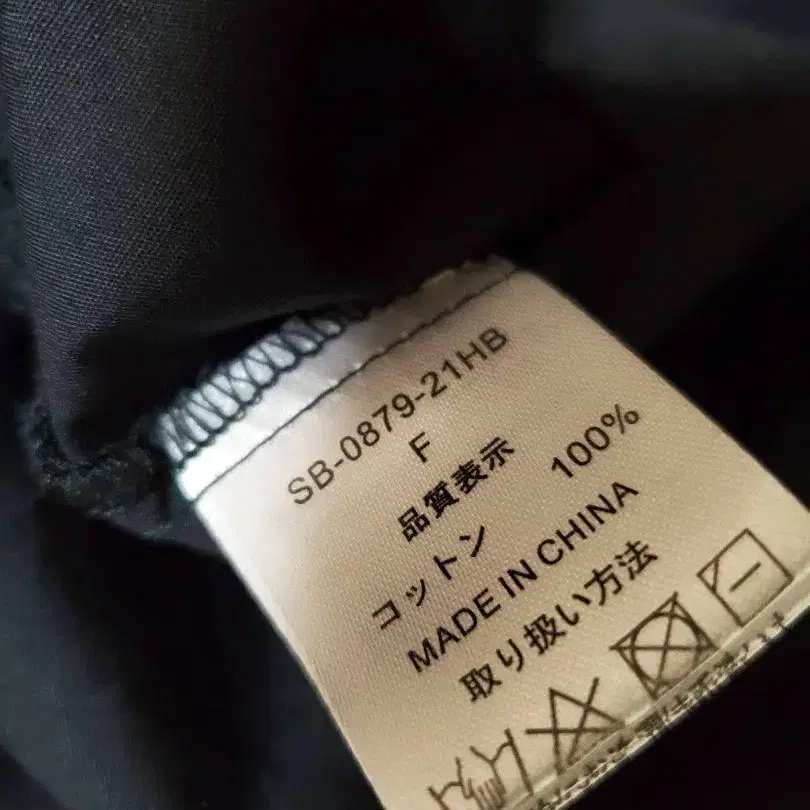 SB-0879-21HB
F
品質表示
コットン 100%
MADE IN CHINA
取り扱い方法